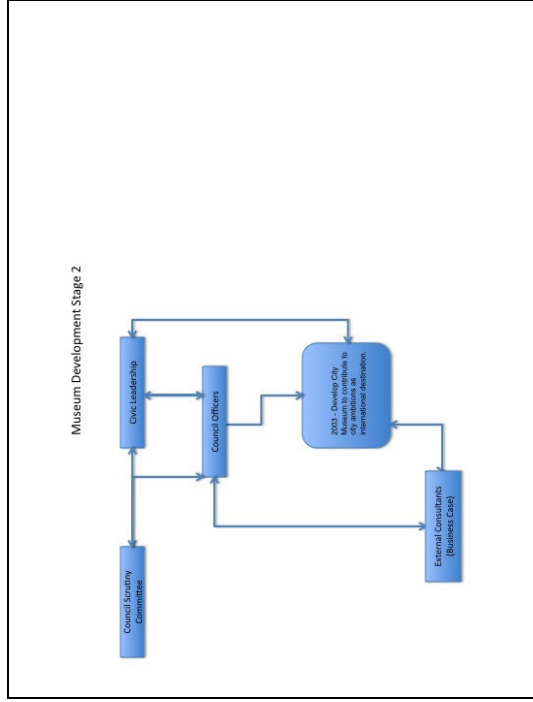 Museum Development Stage 2
Council Scrutiny
Committee
Civic Leadership
Council Officers
2003 - Develop City
Museum to contribute to
city ambitions as
international destination.
External Consultants
(Business Case)